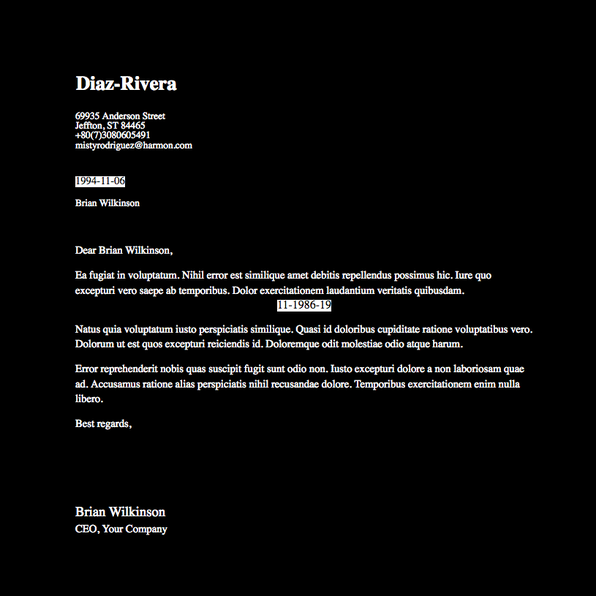 Diaz-Rivera
69935 Anderson Street
Jeffton, ST 84465
+80(7)3080605491
mistyrodriguez@harmon.com
1994-11-06
Brian Wilkinson
Dear Brian Wilkinson,
Ea fugiat in voluptatum. Nihil error est similique amet debitis repellendus possimus hic. Iure quo
excepturi vero saepe ab temporibus. Dolor exercitationem laudantium veritatis quibusdam.
11-1986-19
Natus quia voluptatum iusto perspiciatis similique. Quasi id doloribus cupiditate ratione voluptatibus vero.
Dolorum ut est quos excepturi reiciendis id. Doloremque odit molestiae odio atque harum.
Error reprehenderit nobis quas suscipit fugit sunt odio non. Iusto excepturi dolore a non laboriosam quae
ad. Accusamus ratione alias perspiciatis nihil recusandae dolore. Temporibus exercitationem enim nulla
libero.
Best regards,
Brian Wilkinson
CEO, Your Company